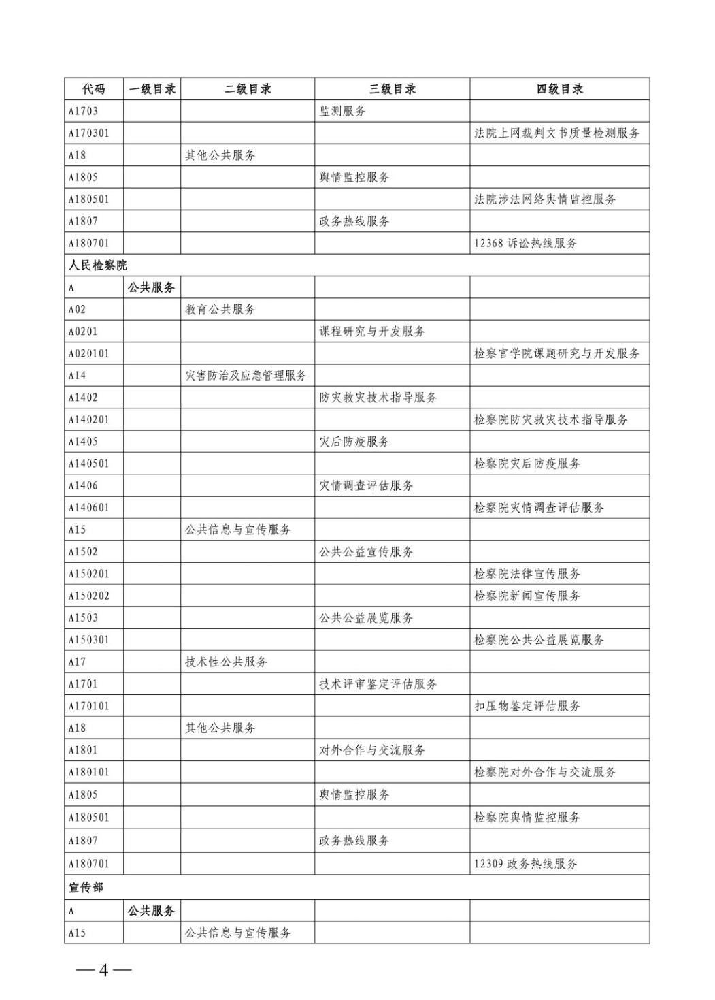 代码 一级目录 二级目录 三级目录 四级目录
A1703 监测服务
A170301 法院上网裁判文书质量检测服务
A18 其他公共服务
A1805 舆情监控服务
A180501 法院涉法网络舆情监控服务
A1807 政务热线服务
A180701 12368 诉讼热线服务
人民检察院
A 公共服务
A02 教育公共服务
A0201 课程研究与开发服务
A020101 检察官学院课题研究与开发服务
A14 灾害防治及应急管理服务
A1402 防灾救灾技术指导服务
A140201 检察院防灾救灾技术指导服务
A1405 灾后防疫服务
A140501 检察院灾后防疫服务
A1406 灾情调查评估服务
A140601 检察院灾情调查评估服务
A15 公共信息与宣传服务
A1502 公共公益宣传服务
A150201 检察院法律宣传服务
A150202 检察院新闻宣传服务
A1503 公共公益展览服务
A150301 检察院公共公益展览服务
A17 技术性公共服务
A1701 技术评审鉴定评估服务
A170101 扣压物鉴定评估服务
A18 其他公共服务
A1801 对外合作与交流服务
A180101 检察院对外合作与交流服务
A1805 舆情监控服务
A180501 检察院舆情监控服务
A1807 政务热线服务
A180701 12309 政务热线服务
宣传部
A 公共服务
A15 公共信息与宣传服务
— 4 —